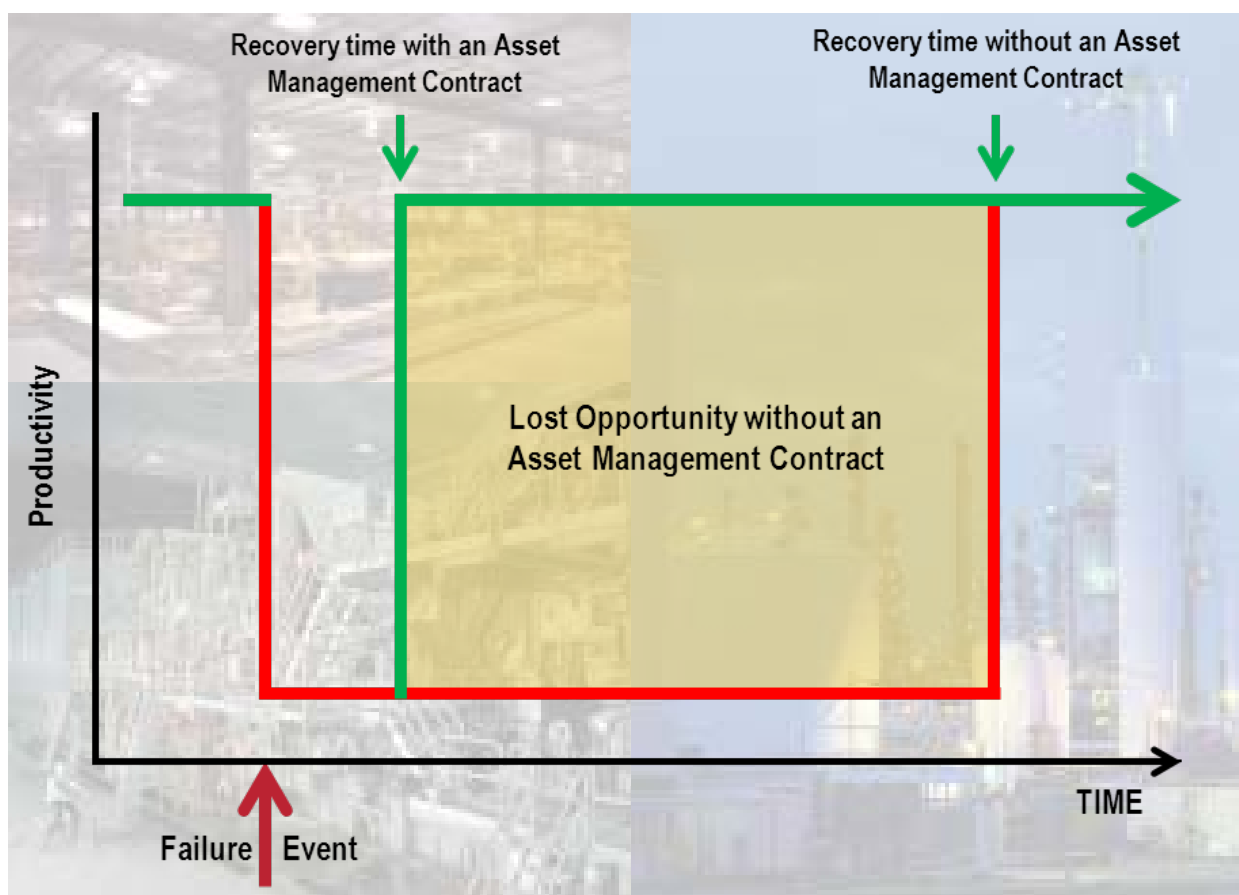 Recovery time with an Asset
Management Contract
Recovery time without an Asset
Management Contract
Productivity
Lost Opportunity without an
Asset Management Contract
TIME
Failure Event